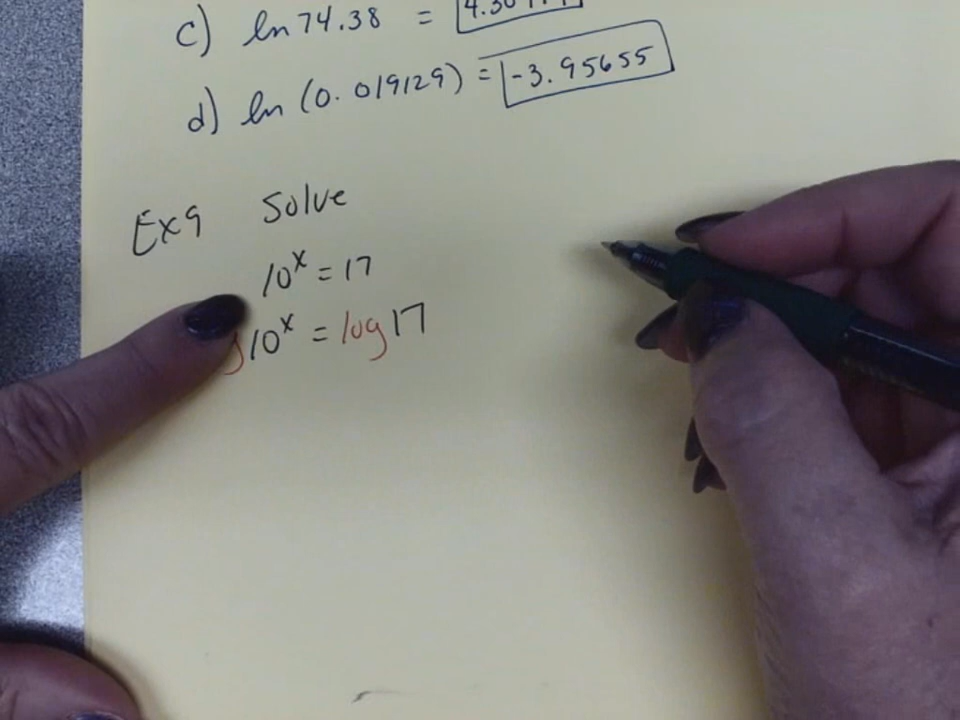 c) ln 74.38 =
d) ln (0.019129) = -3.95655
Ex9 Solve
10^x = 17
10^x = log 17